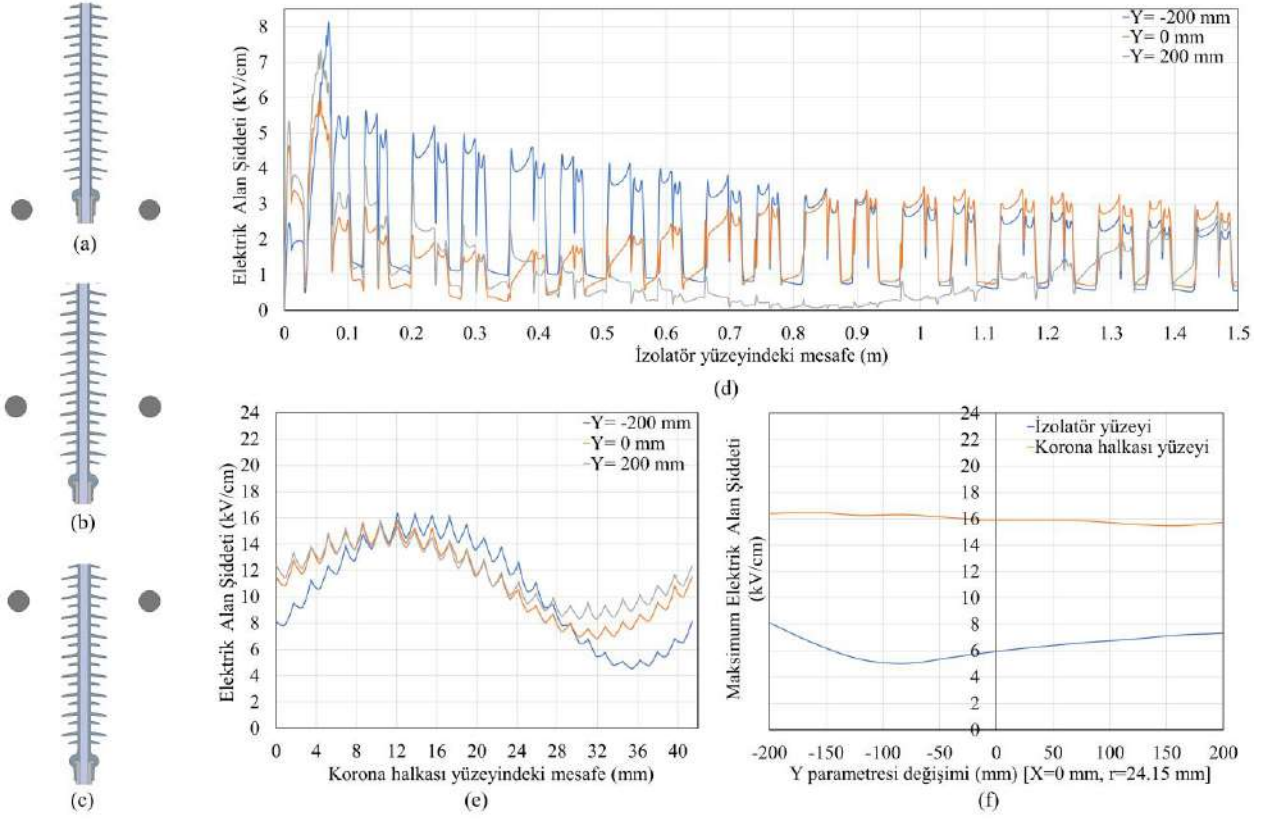 (a)
(b)
(c)
Elektrik Alan Şiddeti (kV/cm)
8
7
6
5
4
3
2
1
0
Y= -200 mm
Y= 0 mm
Y= 200 mm
0 0.1 0.2 0.3 0.4 0.5 0.6 0.7 0.8 0.9 1 1.1 1.2 1.3 1.4 1.5
İzolatör yüzeyindeki mesafe (m)
(d)
Elektrik Alan Şiddeti (kV/cm)
24
22
20
18
16
14
12
10
8
6
4
2
0
Y= -200 mm
Y= 0 mm
Y= 200 mm
0 4 8 12 16 20 24 28 32 36 40
Korona halkası yüzeyindeki mesafe (mm)
(e)
Maksimum Elektrik Alan Şiddeti
(kV/cm)
24
22
20
18
16
14
12
10
8
6
4
2
0
İzolatör yüzeyi
Korona halkası yüzeyi
-200 -150 -100 -50 0 50 100 150 200
Y parametresi değişimi (mm) [X=0 mm, r=24.15 mm]
(f)